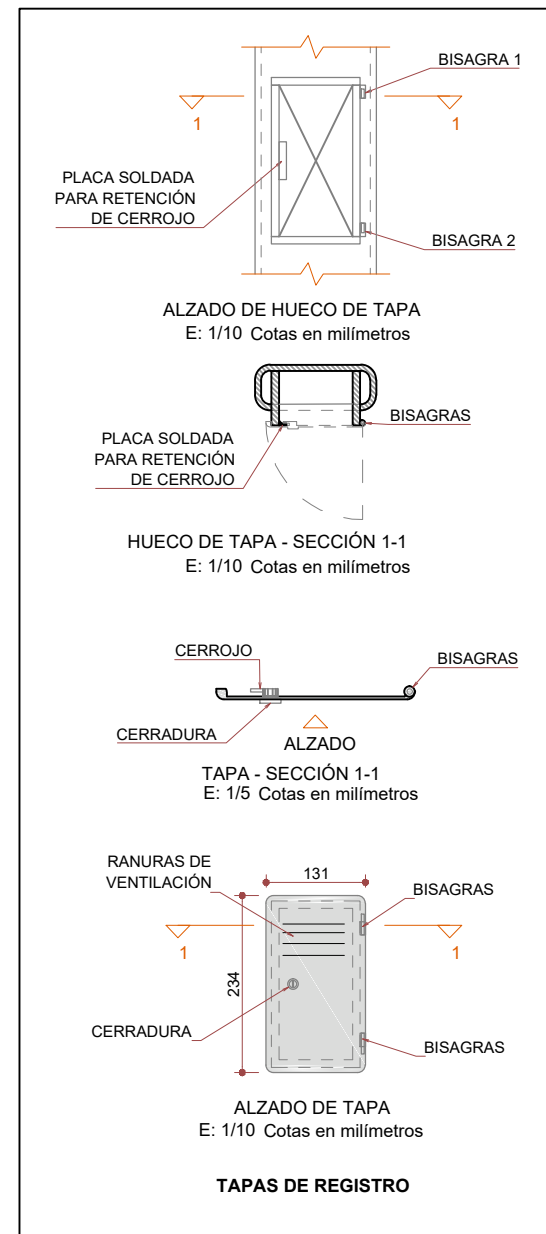 BISAGRA 1
1
1
PLACA SOLDADA
PARA RETENCIÓN
DE CERROJO
BISAGRA 2
ALZADO DE HUECO DE TAPA
E: 1/10 Cotas en milímetros
BISAGRAS
PLACA SOLDADA
PARA RETENCIÓN
DE CERROJO
HUECO DE TAPA - SECCIÓN 1-1
E: 1/10 Cotas en milímetros
CERROJO
BISAGRAS
CERRADURA
ALZADO
TAPA - SECCIÓN 1-1
E: 1/5 Cotas en milímetros
RANURAS DE
VENTILACIÓN
131
BISAGRAS
1
1
234
CERRADURA
BISAGRAS
ALZADO DE TAPA
E: 1/10 Cotas en milímetros
TAPAS DE REGISTRO